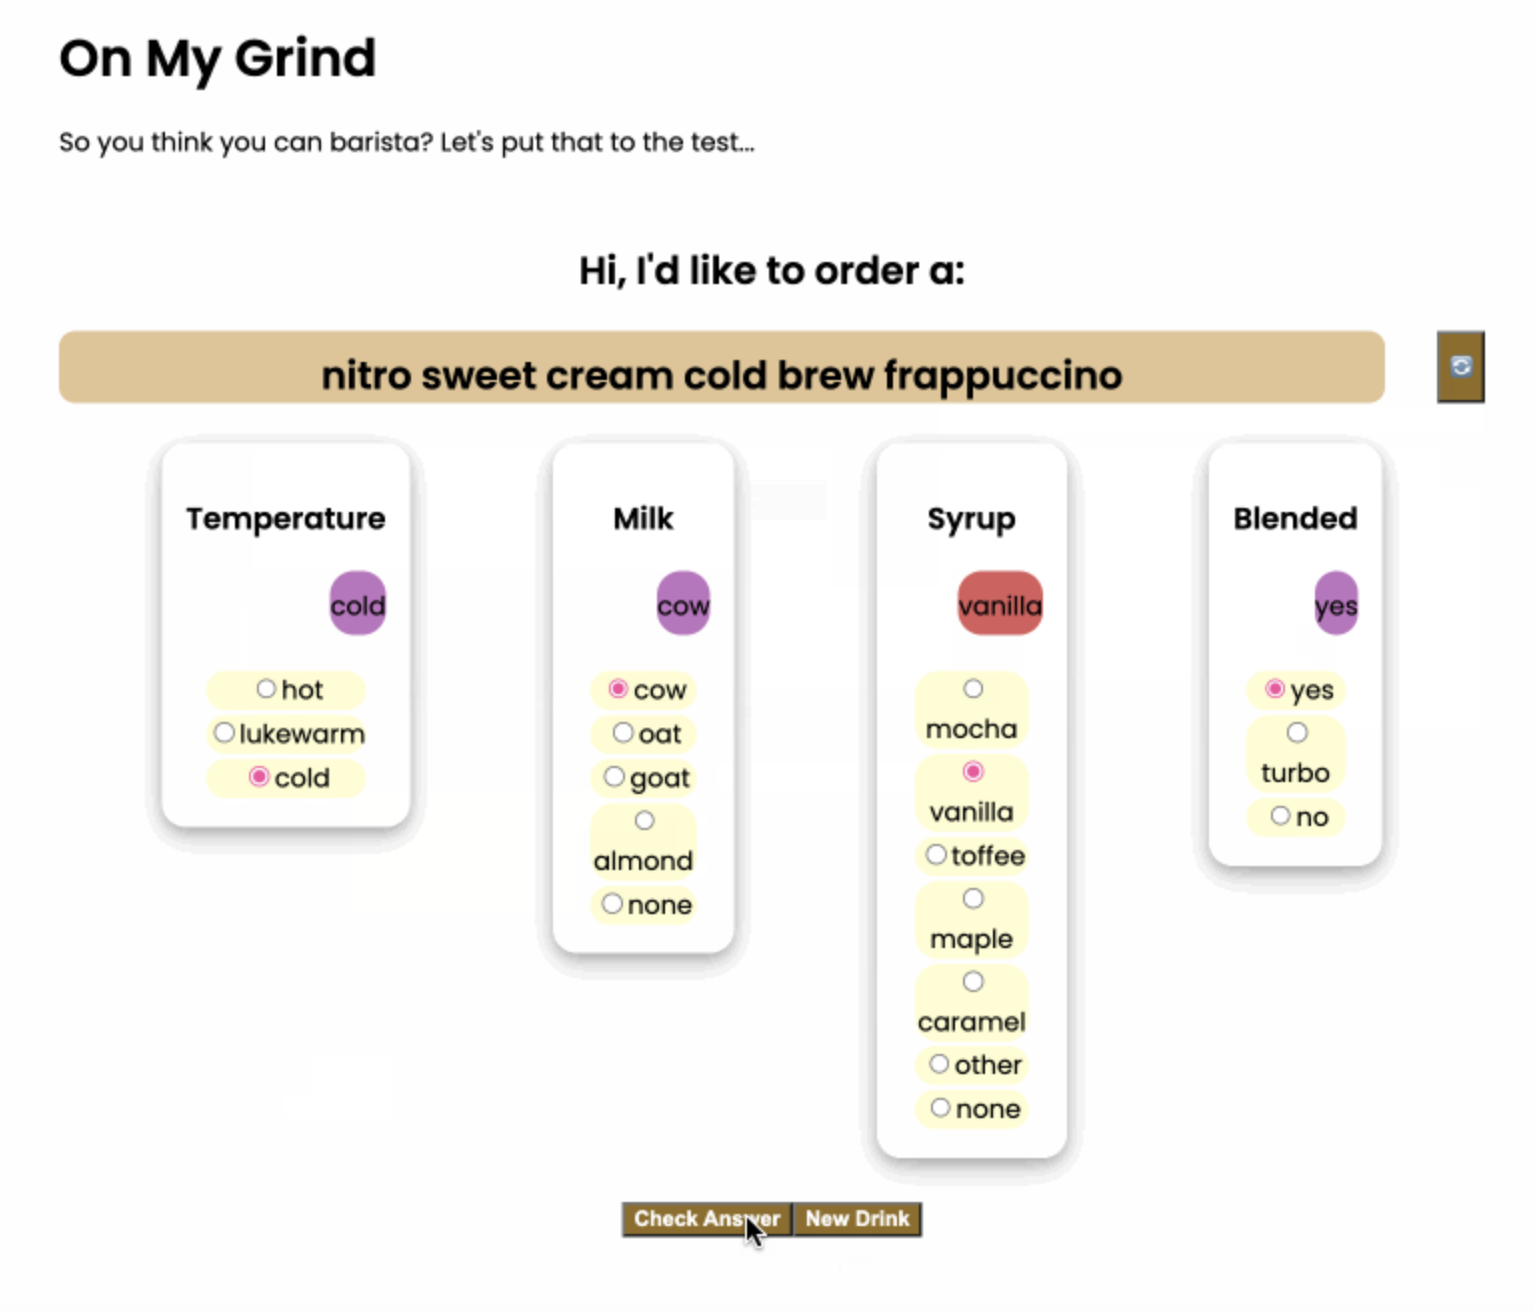 On My Grind
So you think you can barista? Let's put that to the test...
Hi, I'd like to order a:
nitro sweet cream cold brew frappuccino
Temperature
cold
hot
lukewarm
cold
Milk
cow
cow
oat
goat
almond
none
Syrup
vanilla
mocha
vanilla
toffee
maple
caramel
other
none
Blended
yes
yes
turbo
no
Check Answer
New Drink